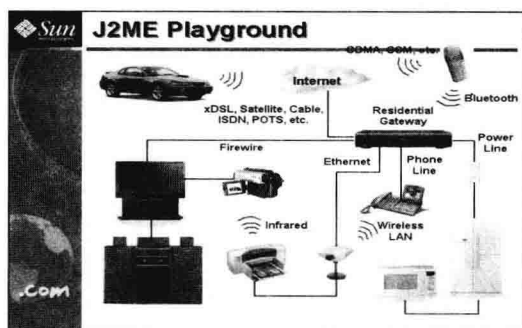 Sun
J2ME Playground
CDMA, GSM, etc.
Internet
Bluetooth
xDSL, Satellite, Cable,
ISDN, POTS, etc.
Residential
Gateway
Power
Line
Firewire
Ethernet
Phone
Line
Infrared
Wireless
LAN
.com